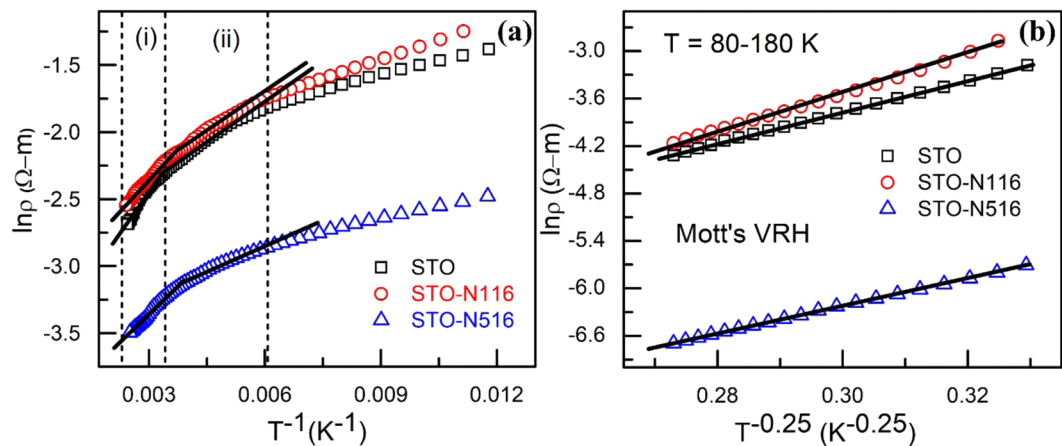 (i)
(ii)
(a)
-1.5
-2.0
-2.5
-3.0
-3.5
lnρ (Ω−m)
STO
STO-N116
STO-N516
0.003
0.006
0.009
0.012
T⁻¹(K⁻¹)
(b)
T = 80-180 K
-3.0
-3.6
-4.2
-4.8
-5.4
-6.0
-6.6
lnρ (Ω−m)
STO
STO-N116
STO-N516
Mott's VRH
0.28
0.30
0.32
T⁻⁰·²⁵ (K⁻⁰·²⁵)